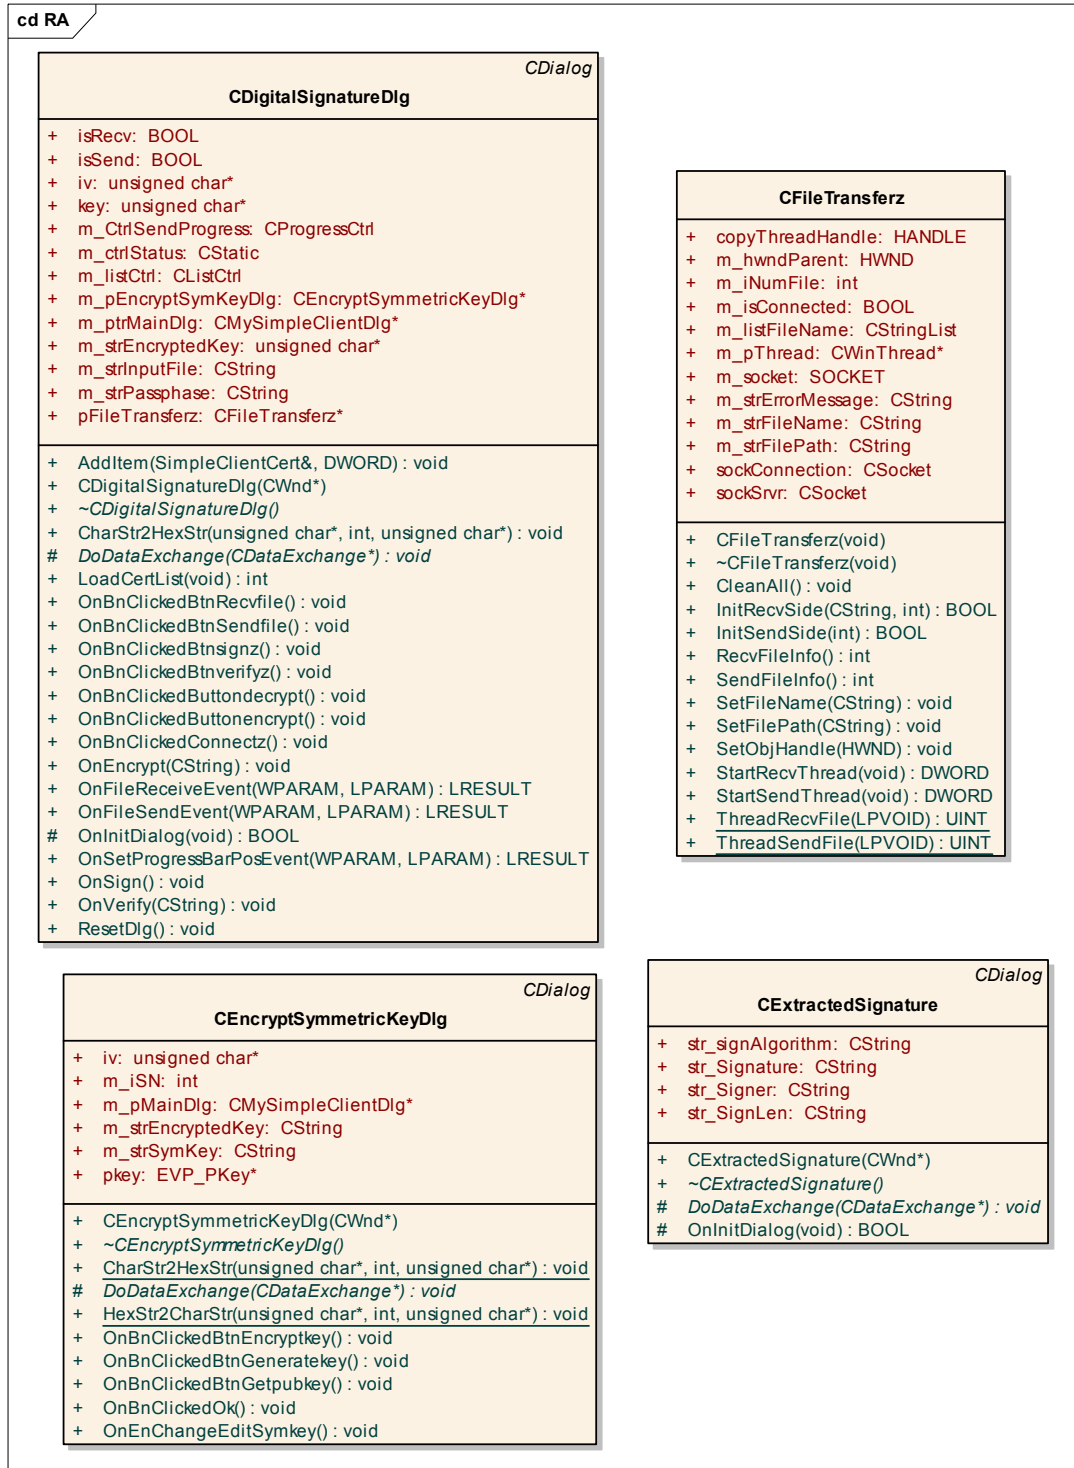 cd RA
CDialog
CDigitalSignatureDlg
+ isRecv: BOOL
+ isSend: BOOL
+ iv: unsigned char*
+ key: unsigned char*
+ m_CtrlSendProgress: CProgressCtrl
+ m_ctrlStatus: CStatic
+ m_listCtrl: CListCtrl
+ m_pEncryptSymKeyDlg: CEncryptSymmetricKeyDlg*
+ m_ptrMainDlg: CMySimpleClientDlg*
+ m_strEncryptedKey: unsigned char*
+ m_strInputFile: CString
+ m_strPassphase: CString
+ pFileTransferz: CFileTransferz*
+ AddItem(SimpleClientCert&, DWORD) : void
+ CDigitalSignatureDlg(CWnd*)
+ ~CDigitalSignatureDlg()
+ CharStr2HexStr(unsigned char*, int, unsigned char*) : void
# DoDataExchange(CDataExchange*) : void
+ LoadCertList(void) : int
+ OnBnClickedBtnRecvfile() : void
+ OnBnClickedBtnSendfile() : void
+ OnBnClickedBtnsignz() : void
+ OnBnClickedBtnverifyz() : void
+ OnBnClickedButtondecrypt() : void
+ OnBnClickedButtonencrypt() : void
+ OnBnClickedConnectz() : void
+ OnEncrypt(CString) : void
+ OnFileReceiveEvent(WPARAM, LPARAM) : LRESULT
+ OnFileSendEvent(WPARAM, LPARAM) : LRESULT
# OnInitDialog(void) : BOOL
+ OnSetProgressBarPosEvent(WPARAM, LPARAM) : LRESULT
+ OnSign() : void
+ OnVerify(CString) : void
+ ResetDlg() : void
CFileTransferz
+ copyThreadHandle: HANDLE
+ m_hwndParent: HWND
+ m_iNumFile: int
+ m_isConnected: BOOL
+ m_listFileName: CStringList
+ m_pThread: CWinThread*
+ m_socket: SOCKET
+ m_strErrorMessage: CString
+ m_strFileName: CString
+ m_strFilePath: CString
+ sockConnection: CSocket
+ sockSrvr: CSocket
+ CFileTransferz(void)
+ ~CFileTransferz(void)
+ CleanAll() : void
+ InitRecvSide(CString, int) : BOOL
+ InitSendSide(int) : BOOL
+ RecvFileInfo() : int
+ SendFileInfo() : int
+ SetFileName(CString) : void
+ SetFilePath(CString) : void
+ SetObjHandle(HWND) : void
+ StartRecvThread(void) : DWORD
+ StartSendThread(void) : DWORD
+ ThreadRecvFile(LPVOID) : UINT
+ ThreadSendFile(LPVOID) : UINT
CDialog
CEncryptSymmetricKeyDlg
+ iv: unsigned char*
+ m_iSN: int
+ m_pMainDlg: CMySimpleClientDlg*
+ m_strEncryptedKey: CString
+ m_strSymKey: CString
+ pkey: EVP_PKey*
+ CEncryptSymmetricKeyDlg(CWnd*)
+ ~CEncryptSymmetricKeyDlg()
+ CharStr2HexStr(unsigned char*, int, unsigned char*) : void
# DoDataExchange(CDataExchange*) : void
+ HexStr2CharStr(unsigned char*, int, unsigned char*) : void
+ OnBnClickedBtnEncryptkey() : void
+ OnBnClickedBtnGeneratekey() : void
+ OnBnClickedBtnGetpubkey() : void
+ OnBnClickedOk() : void
+ OnEnChangeEditSymkey() : void
CDialog
CExtractedSignature
+ str_signAlgorithm: CString
+ str_Signature: CString
+ str_Signer: CString
+ str_SignLen: CString
+ CExtractedSignature(CWnd*)
+ ~CExtractedSignature()
# DoDataExchange(CDataExchange*) : void
# OnInitDialog(void) : BOOL